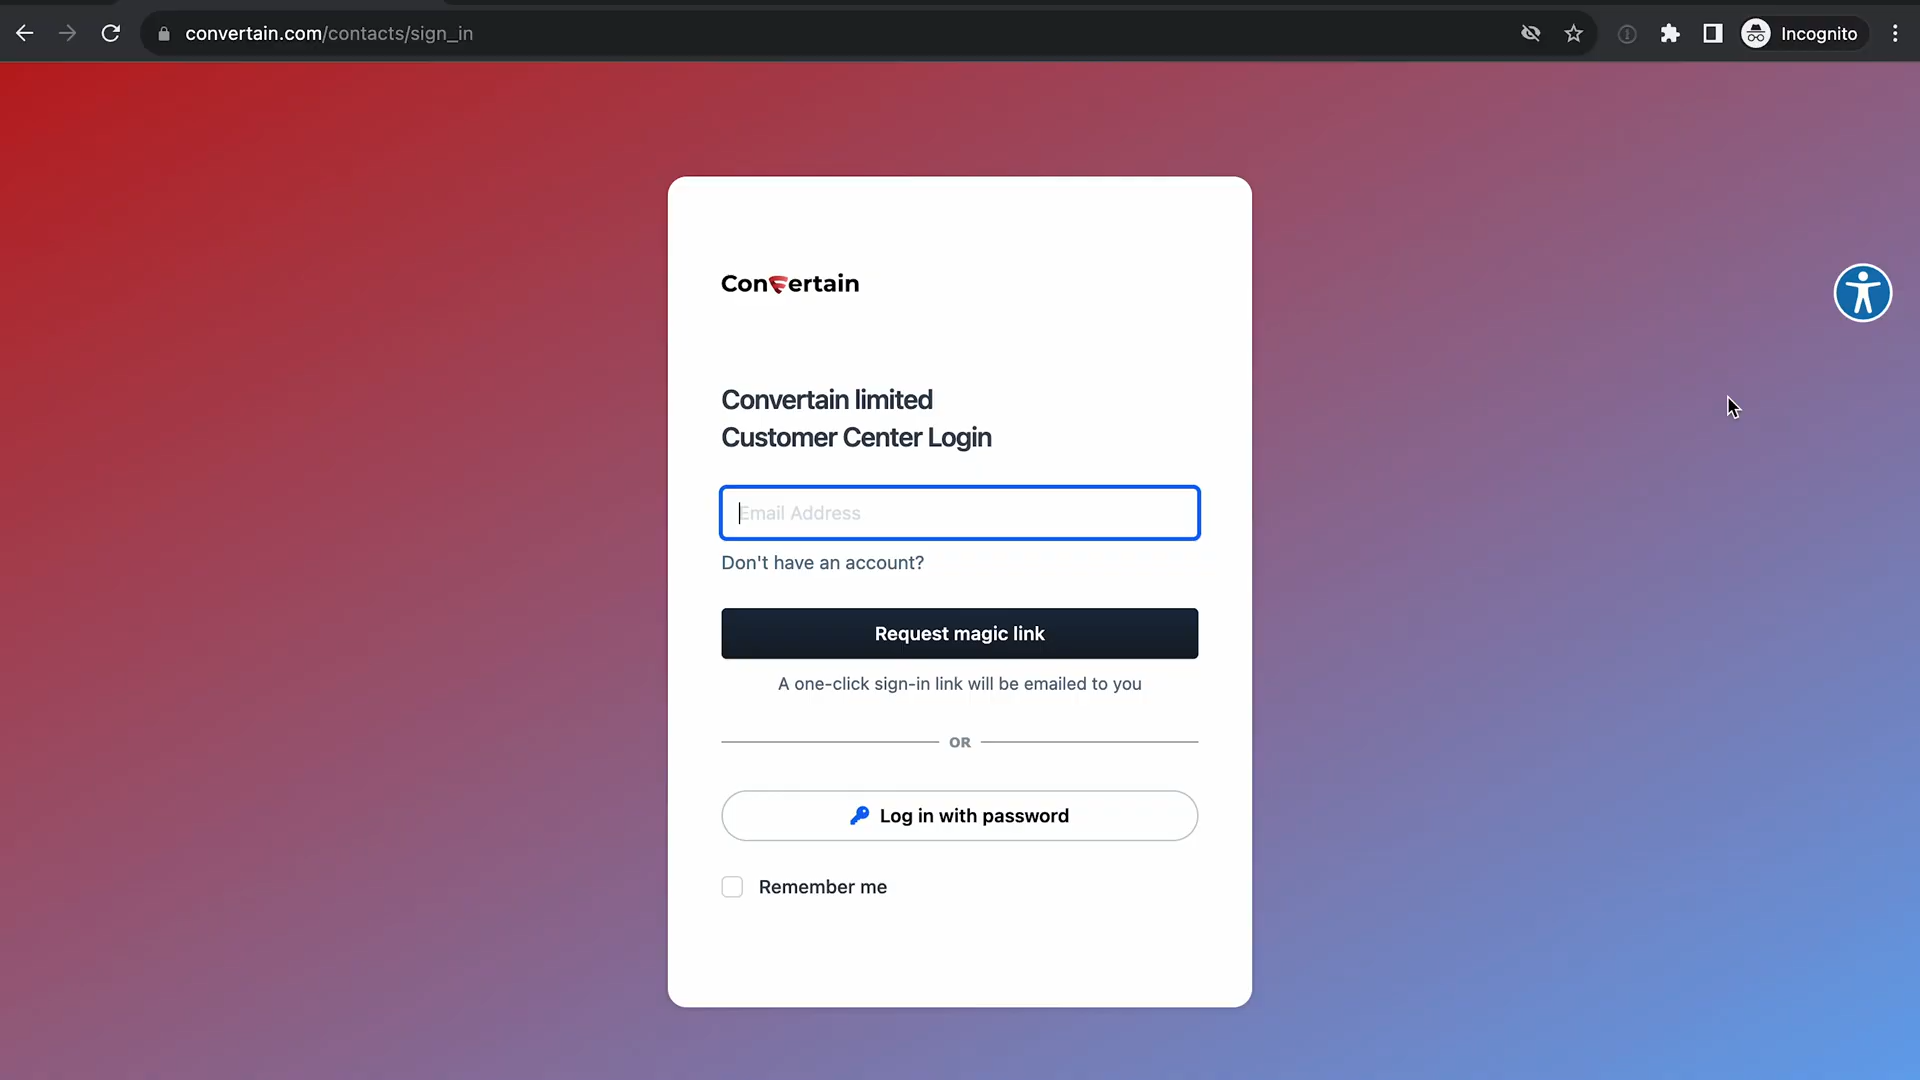 convertain.com/contacts/sign_in
Incognito
Convertain
Convertain limited
Customer Center Login
Email Address
Don't have an account?
Request magic link
A one-click sign-in link will be emailed to you
OR
Log in with password
Remember me